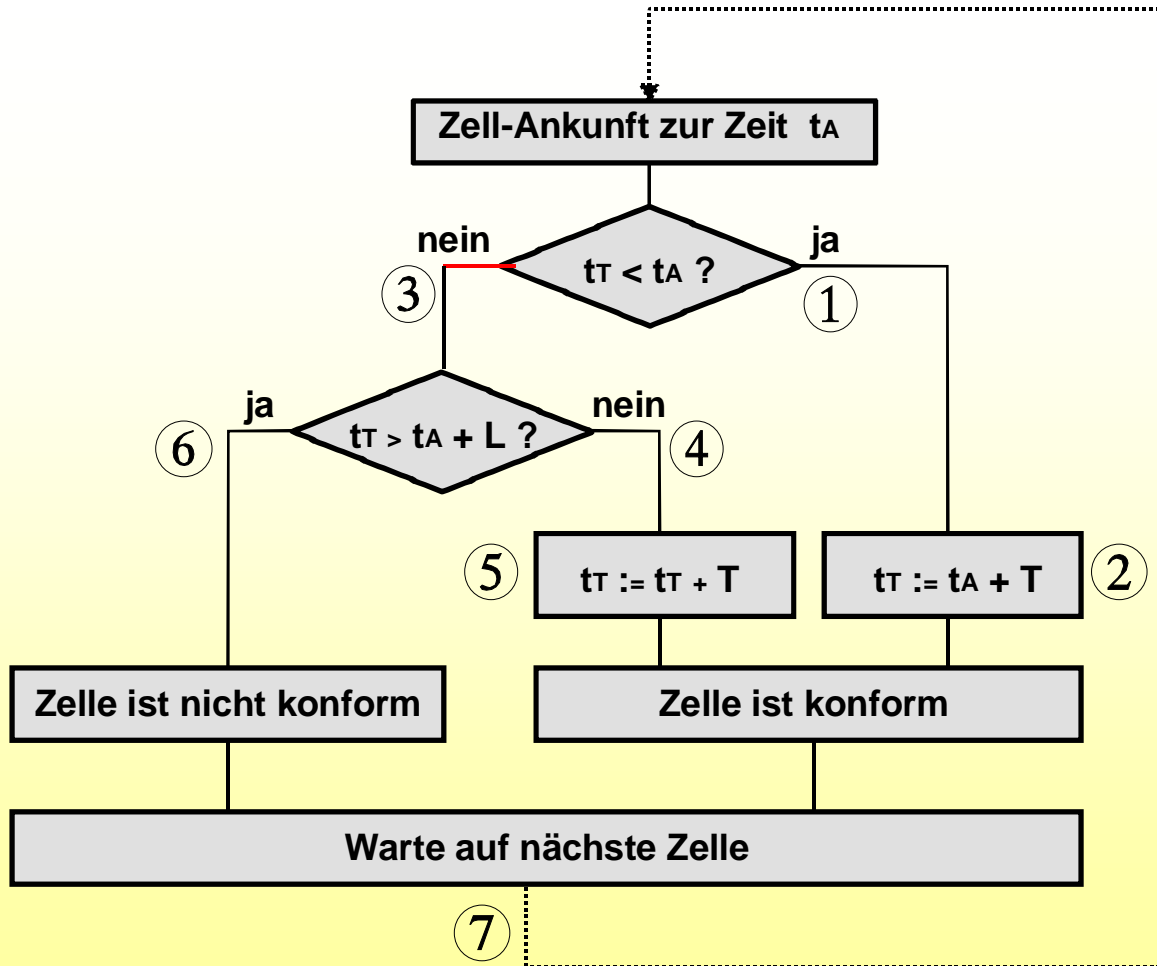 Zell-Ankunft zur Zeit tA
nein
ja
tT < tA ?
③
①
ja
nein
tT > tA + L ?
⑥
④
⑤
tT := tT + T
tT := tA + T
②
Zelle ist nicht konform
Zelle ist konform
Warte auf nächste Zelle
⑦